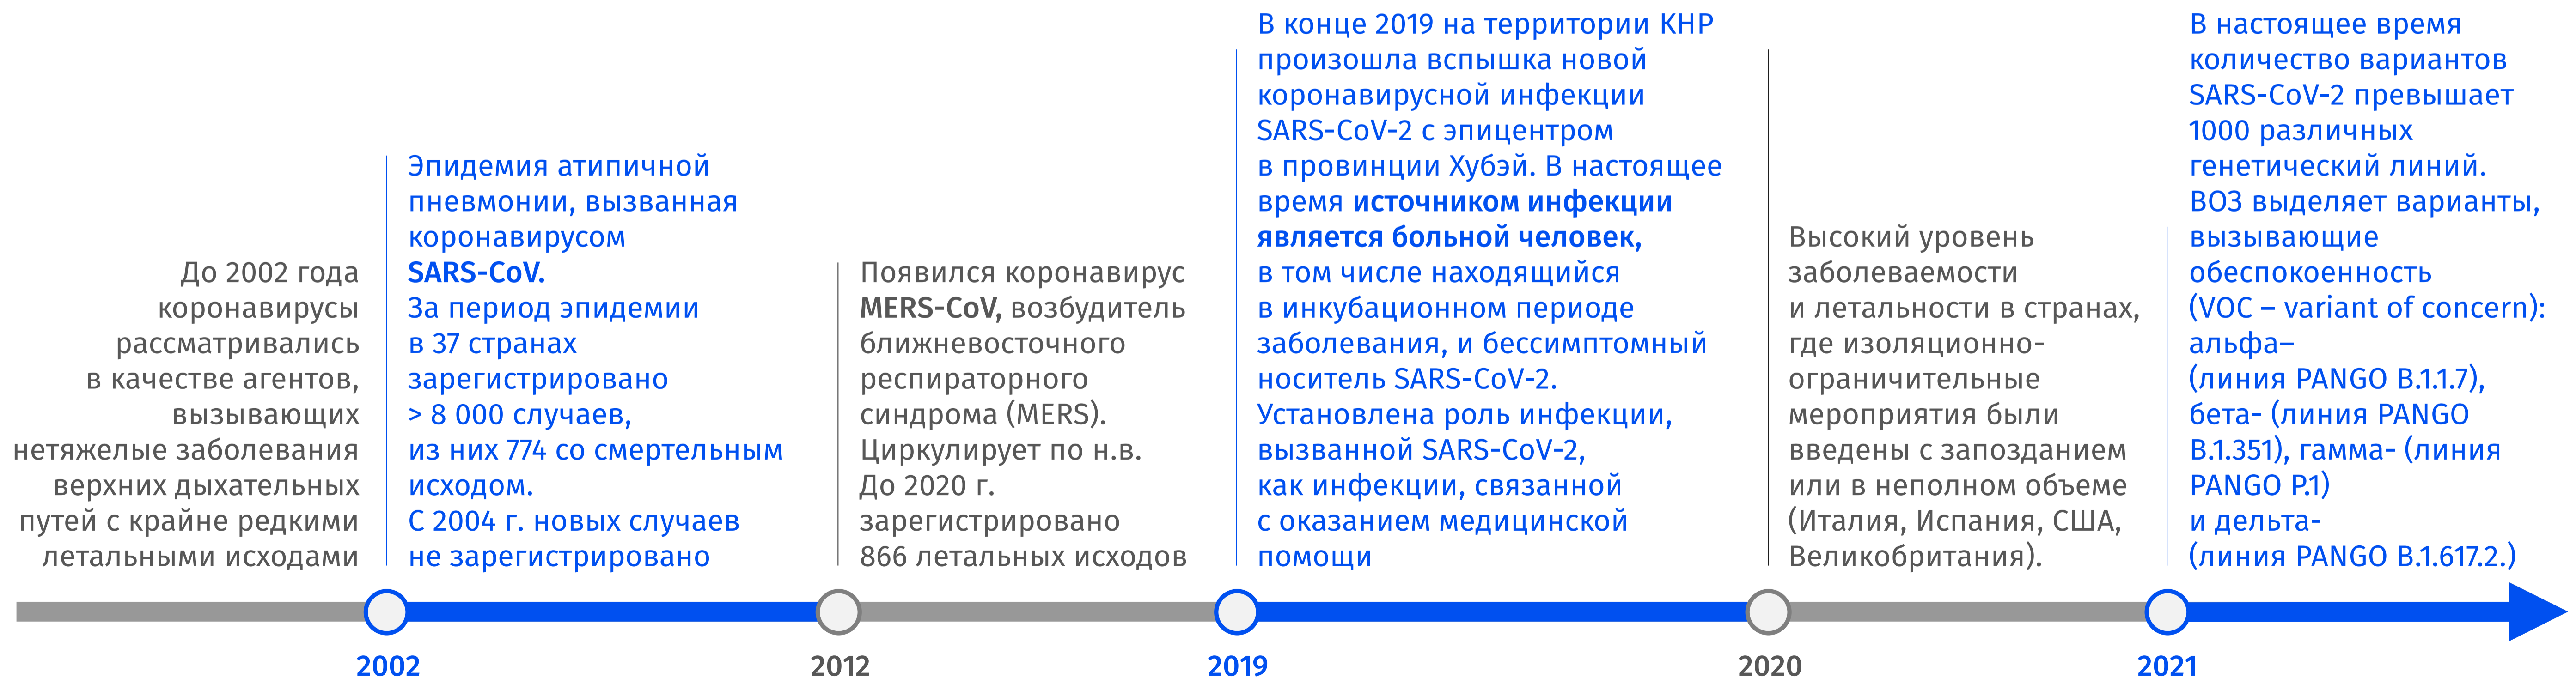 До 2002 года
коронавирусы
рассматривались
в качестве агентов,
вызывающих
нетяжелые заболевания
верхних дыхательных
путей с крайне редкими
летальными исходами
Эпидемия атипичной
пневмонии, вызванная
коронавирусом
SARS-CoV.
За период эпидемии
в 37 странах
зарегистрировано
> 8 000 случаев,
из них 774 со смертельным
исходом.
С 2004 г. новых случаев
не зарегистрировано
Появился коронавирус
MERS-CoV, возбудитель
ближневосточного
респираторного
синдрома (MERS).
Циркулирует по н.в.
До 2020 г.
зарегистрировано
866 летальных исходов
В конце 2019 на территории КНР
произошла вспышка новой
коронавирусной инфекции
SARS-CoV-2 с эпицентром
в провинции Хубэй. В настоящее
время источником инфекции
является больной человек,
в том числе находящийся
в инкубационном периоде
заболевания, и бессимптомный
носитель SARS-CoV-2.
Установлена роль инфекции,
вызванной SARS-CoV-2,
как инфекции, связанной
с оказанием медицинской
помощи
Высокий уровень
заболеваемости
и летальности в странах,
где изоляционно-
ограничительные
мероприятия были
введены с запозданием
или в неполном объеме
(Италия, Испания, США,
Великобритания).
В настоящее время
количество вариантов
SARS-CoV-2 превышает
1000 различных
генетический линий.
ВОЗ выделяет варианты,
вызывающие
обеспокоенность
(VOC – variant of concern):
альфа–
(линия PANGO B.1.1.7),
бета- (линия PANGO
B.1.351), гамма- (линия
PANGO P.1)
и дельта-
(линия PANGO B.1.617.2.)
2002
2012
2019
2020
2021